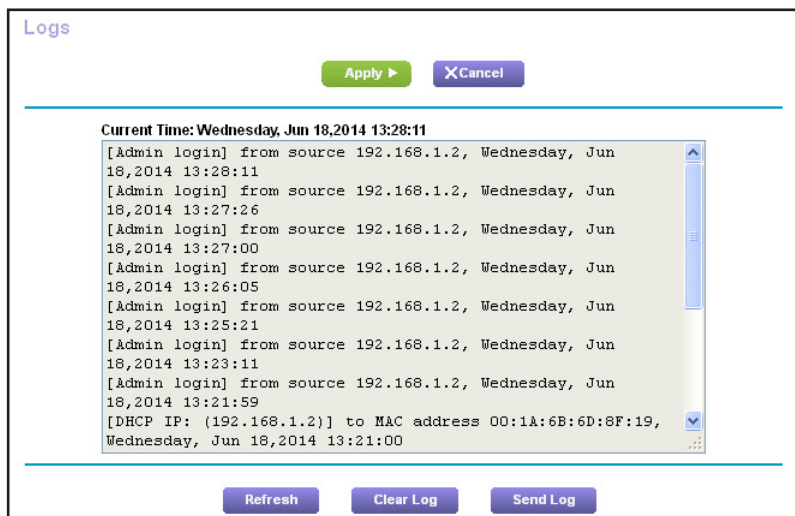 Logs
Apply
Cancel
Current Time: Wednesday, Jun 18,2014 13:28:11
[Admin login] from source 192.168.1.2, Wednesday, Jun
18,2014 13:28:11
[Admin login] from source 192.168.1.2, Wednesday, Jun
18,2014 13:27:26
[Admin login] from source 192.168.1.2, Wednesday, Jun
18,2014 13:27:00
[Admin login] from source 192.168.1.2, Wednesday, Jun
18,2014 13:26:05
[Admin login] from source 192.168.1.2, Wednesday, Jun
18,2014 13:25:21
[Admin login] from source 192.168.1.2, Wednesday, Jun
18,2014 13:23:11
[Admin login] from source 192.168.1.2, Wednesday, Jun
18,2014 13:21:59
[DHCP IP: (192.168.1.2)] to MAC address 00:1A:6B:6D:8F:19,
Wednesday, Jun 18,2014 13:21:00
Refresh
Clear Log
Send Log